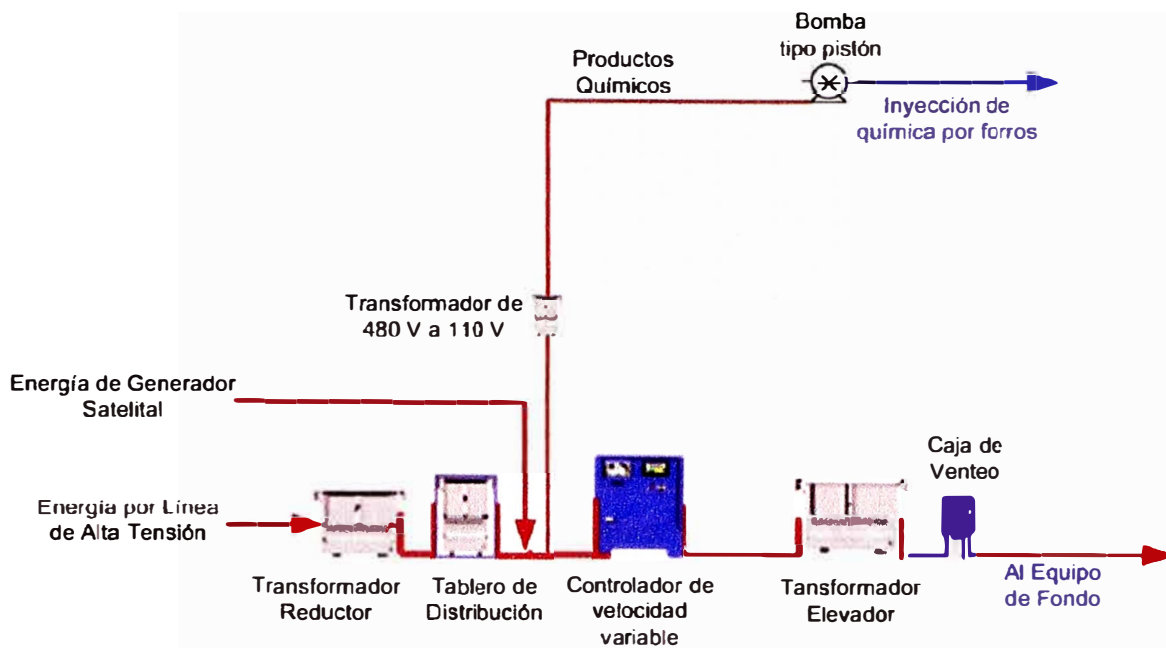 Bomba
tipo pistón
Productos
Químicos
Inyección de
química por forros
Transformador de
480 V a 110 V
Energía de Generador
Satelital
Caja de
Venteo
Energía por Línea
de Alta Tensión
Transformador
Reductor
Tablero de
Distribución
Controlador de
velocidad
variable
Tansformador
Elevador
Al Equipo
de Fondo